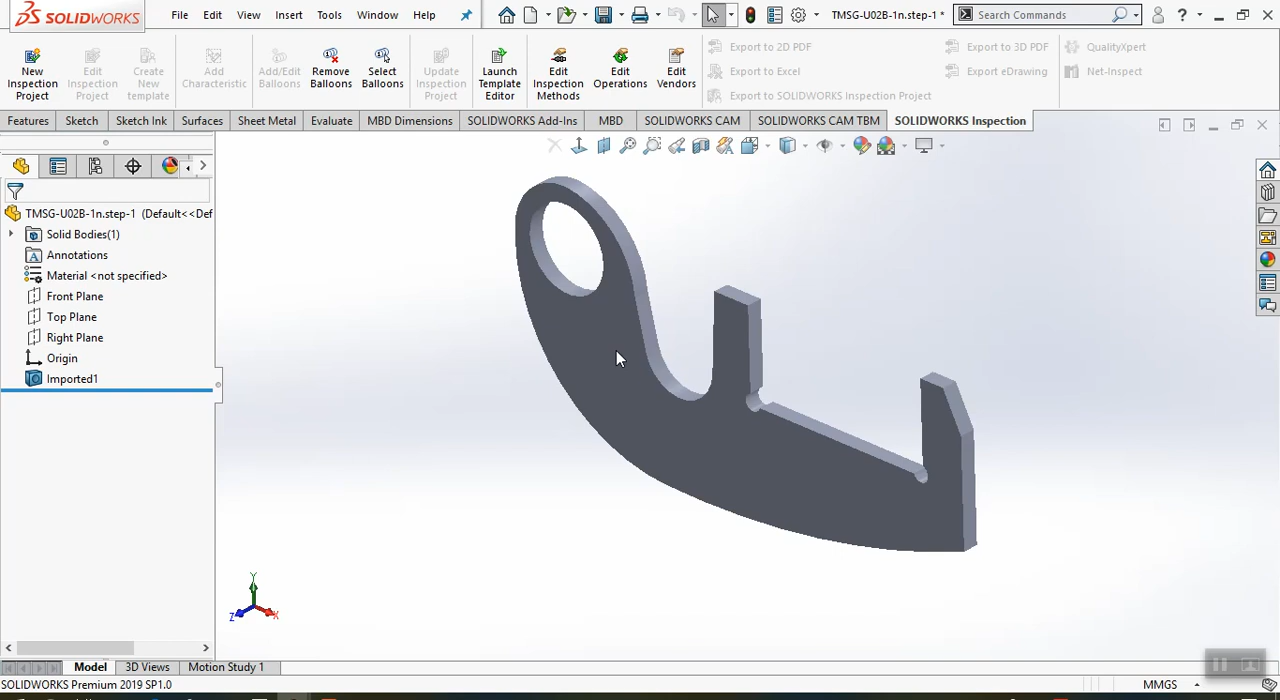 SOLIDWORKS File Edit View Insert Tools Window Help TMSG-U02B-1n.step-1 * Search Commands ?
New Inspection Project
Edit Inspection Project
Create New template
Add Characteristic
Add/Edit Balloons
Remove Balloons
Select Balloons
Update Inspection Project
Launch Template Editor
Edit Inspection Methods
Edit Operations
Edit Vendors
Export to 2D PDF
Export to Excel
Export to SOLIDWORKS Inspection Project
Export to 3D PDF
Export eDrawing
QualityXpert
Net-Inspect
Features Sketch Sketch Ink Surfaces Sheet Metal Evaluate MBD Dimensions SOLIDWORKS Add-Ins MBD SOLIDWORKS CAM SOLIDWORKS CAM TBM SOLIDWORKS Inspection
TMSG-U02B-1n.step-1 (Default<<Def
Solid Bodies(1)
Annotations
Material <not specified>
Front Plane
Top Plane
Right Plane
Origin
Imported1
Y
Z X
Model 3D Views Motion Study 1
SOLIDWORKS Premium 2019 SP1.0 MMGS